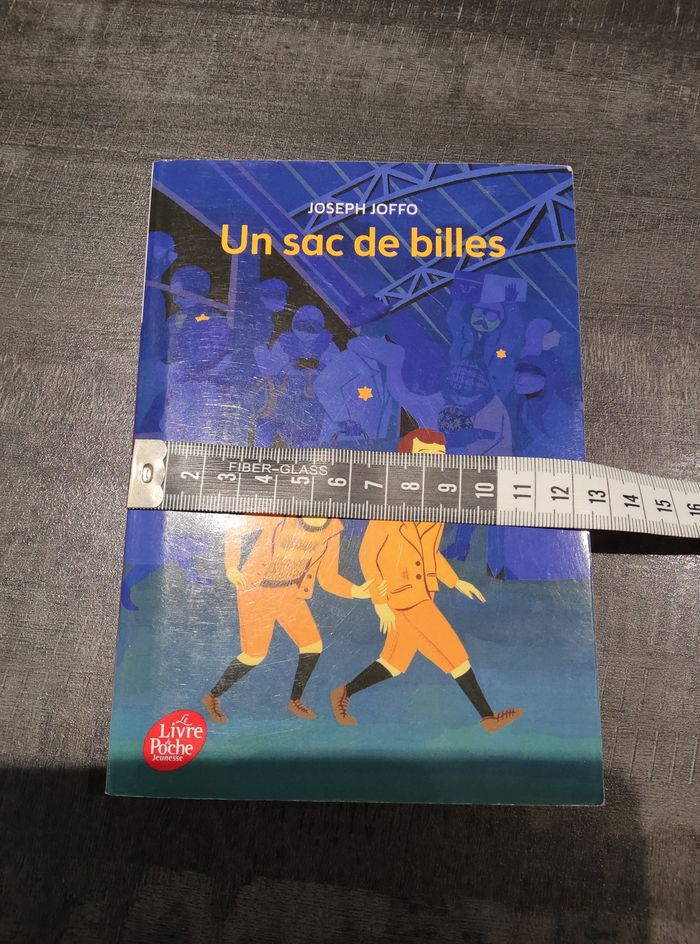 JOSEPH JOFFO
Un sac de billes
FIBER-GLASS
2 3 4 5 6 7 8 9 10 11 12 13 14 15 16
Le
Livre
de
Poche
Jeunesse